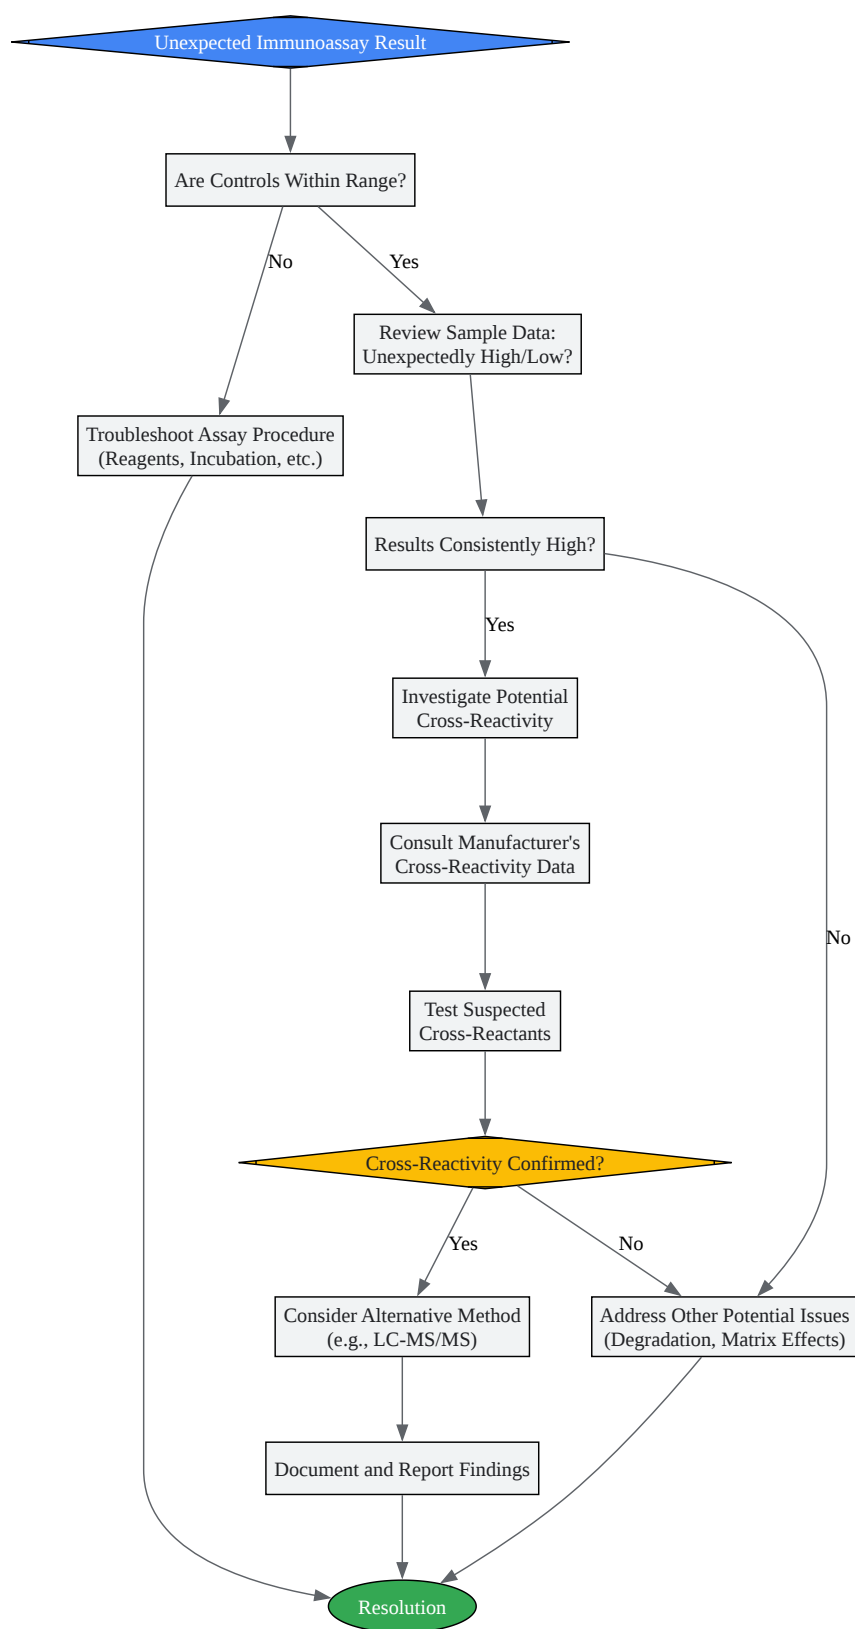 Unexpected Immunoassay Result
Are Controls Within Range?
No
Yes
Review Sample Data:
Unexpectedly High/Low?
Troubleshoot Assay Procedure
(Reagents, Incubation, etc.)
Results Consistently High?
Yes
Investigate Potential
Cross-Reactivity
Consult Manufacturer's
Cross-Reactivity Data
No
Test Suspected
Cross-Reactants
Cross-Reactivity Confirmed?
Yes
No
Consider Alternative Method
(e.g., LC-MS/MS)
Address Other Potential Issues
(Degradation, Matrix Effects)
Document and Report Findings
Resolution